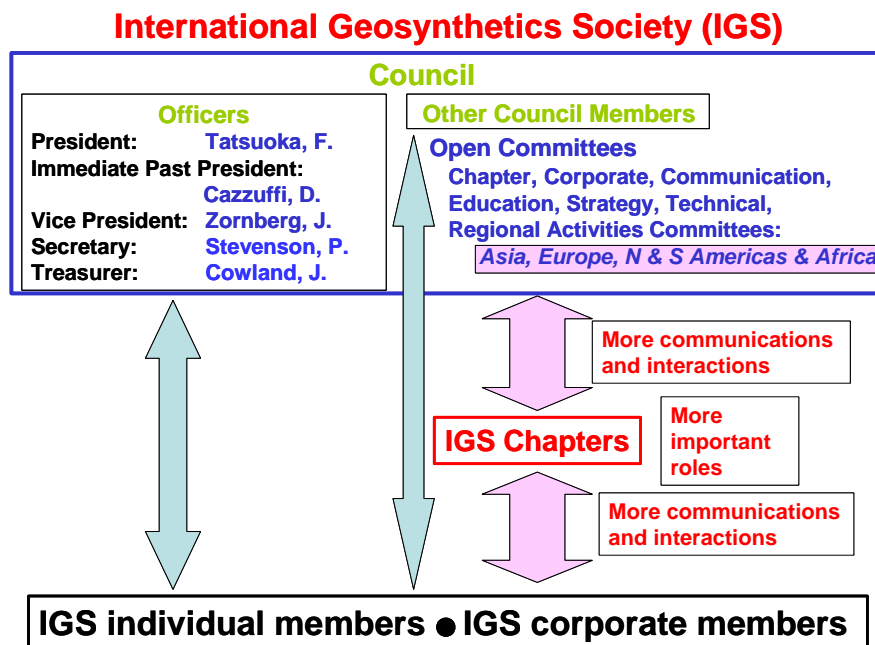 International Geosynthetics Society (IGS)
Council
Officers
President: Tatsuoka, F.
Immediate Past President:
Cazzuffi, D.
Vice President: Zornberg, J.
Secretary: Stevenson, P.
Treasurer: Cowland, J.
Other Council Members
Open Committees
Chapter, Corporate, Communication,
Education, Strategy, Technical,
Regional Activities Committees:
Asia, Europe, N & S Americas & Africa
More communications
and interactions
IGS Chapters
More
important
roles
More communications
and interactions
IGS individual members ● IGS corporate members